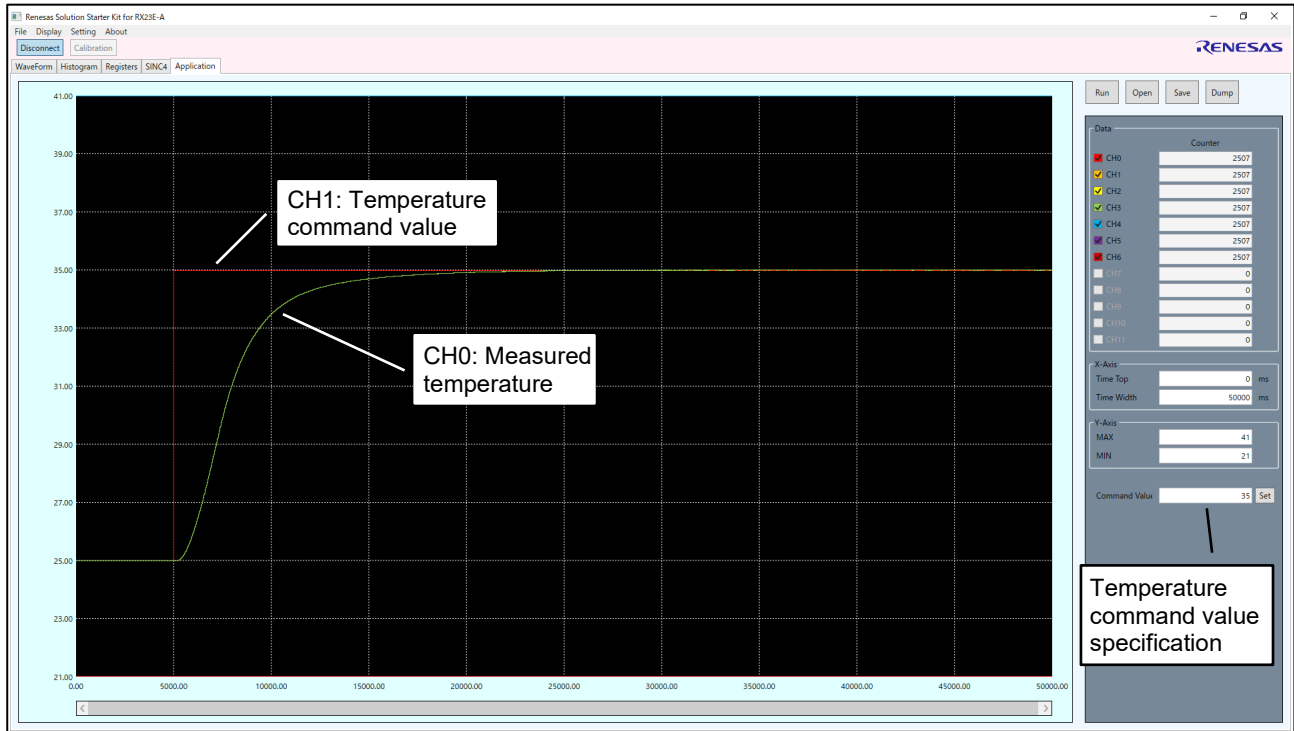 Renesas Solution Starter Kit for RX23E-A
File Display Setting About
Disconnect Calibration
RENESAS
WaveForm Histogram Registers SINC4 Application
Run Open Save Dump
41.00
39.00
37.00
35.00
33.00
31.00
29.00
27.00
25.00
23.00
21.00
0.00 5000.00 10000.00 15000.00 20000.00 25000.00 30000.00 35000.00 40000.00 45000.00 50000.00
CH1: Temperature
command value
CH0: Measured
temperature
Data
Counter
CH0 2507
CH1 2507
CH2 2507
CH3 2507
CH4 2507
CH5 2507
CH6 2507
CH7 0
CH8 0
CH9 0
CH10 0
CH11 0
X-Axis
Time Top 0 ms
Time Width 50000 ms
Y-Axis
MAX 41
MIN 21
Command Value 35 Set
Temperature
command value
specification